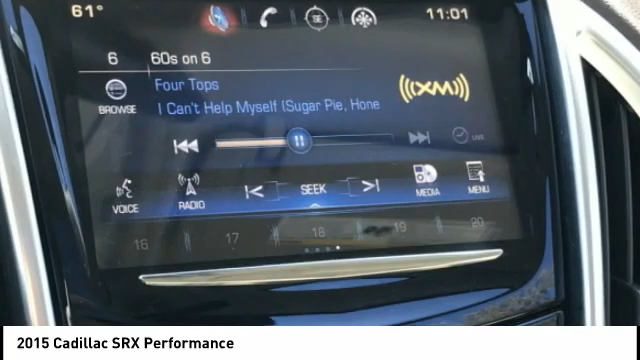 61°
SE
11:01
6 60s on 6
Four Tops
BROWSE
I Can't Help Myself (Sugar Pie, Hone
((XM))
LIVE
VOICE
RADIO
SEEK
MEDIA
MENU
16 17 18 19 20
2015 Cadillac SRX Performance